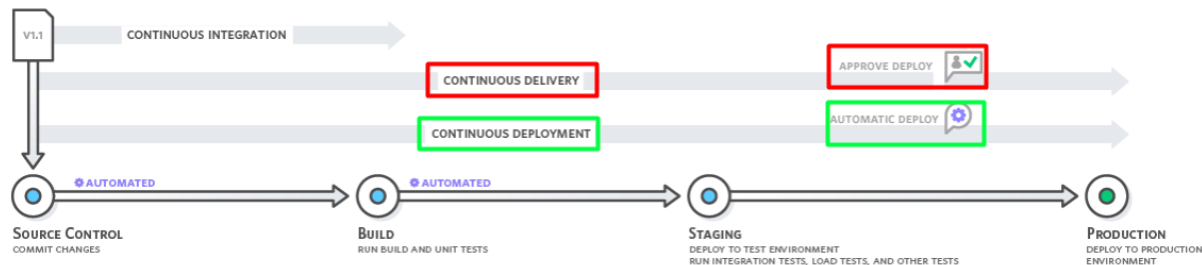 V1.1
CONTINUOUS INTEGRATION
CONTINUOUS DELIVERY
APPROVE DEPLOY
CONTINUOUS DEPLOYMENT
AUTOMATIC DEPLOY
AUTOMATED
AUTOMATED
SOURCE CONTROL
COMMIT CHANGES
BUILD
RUN BUILD AND UNIT TESTS
STAGING
DEPLOY TO TEST ENVIRONMENT
RUN INTEGRATION TESTS, LOAD TESTS, AND OTHER TESTS
PRODUCTION
DEPLOY TO PRODUCTION
ENVIRONMENT